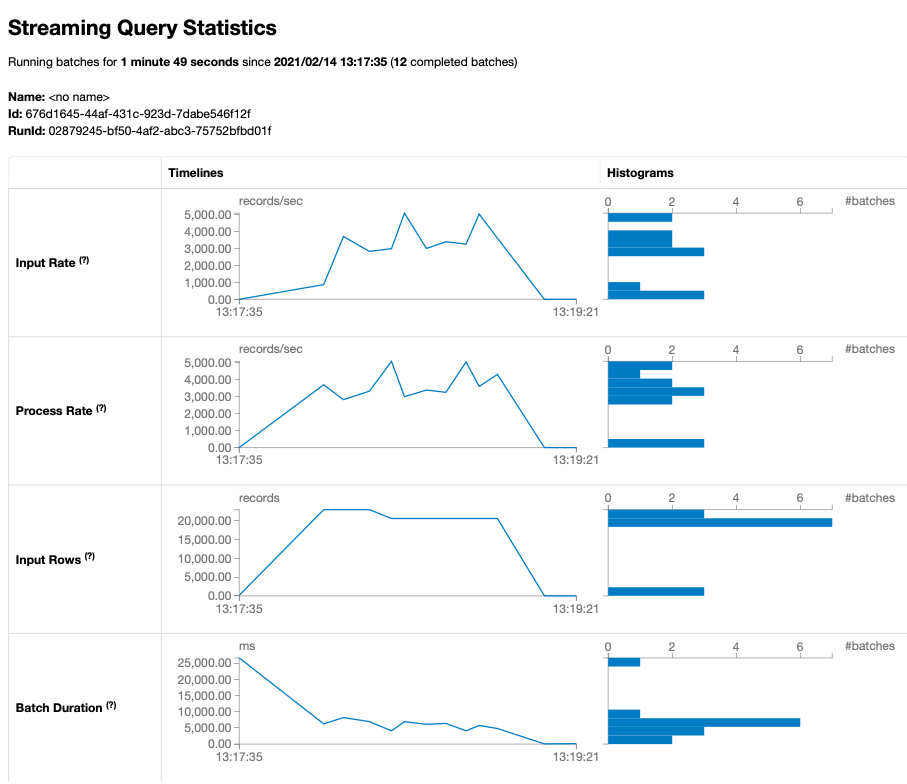 Streaming Query Statistics
Running batches for 1 minute 49 seconds since 2021/02/14 13:17:35 (12 completed batches)
Name: <no name>
Id: 676d1645-44af-431c-923d-7dabe546f12f
RunId: 02879245-bf50-4af2-abc3-75752bfbd01f
Timelines Histograms
Input Rate (?)
records/sec
5,000.00
4,000.00
3,000.00
2,000.00
1,000.00
0.00
13:17:35 13:19:21
0 2 4 6 #batches
Process Rate (?)
records/sec
5,000.00
4,000.00
3,000.00
2,000.00
1,000.00
0.00
13:17:35 13:19:21
0 2 4 6 #batches
Input Rows (?)
records
20,000.00
15,000.00
10,000.00
5,000.00
0.00
13:17:35 13:19:21
0 2 4 6 #batches
Batch Duration (?)
ms
25,000.00
20,000.00
15,000.00
10,000.00
5,000.00
0.00
13:17:35 13:19:21
0 2 4 6 #batches